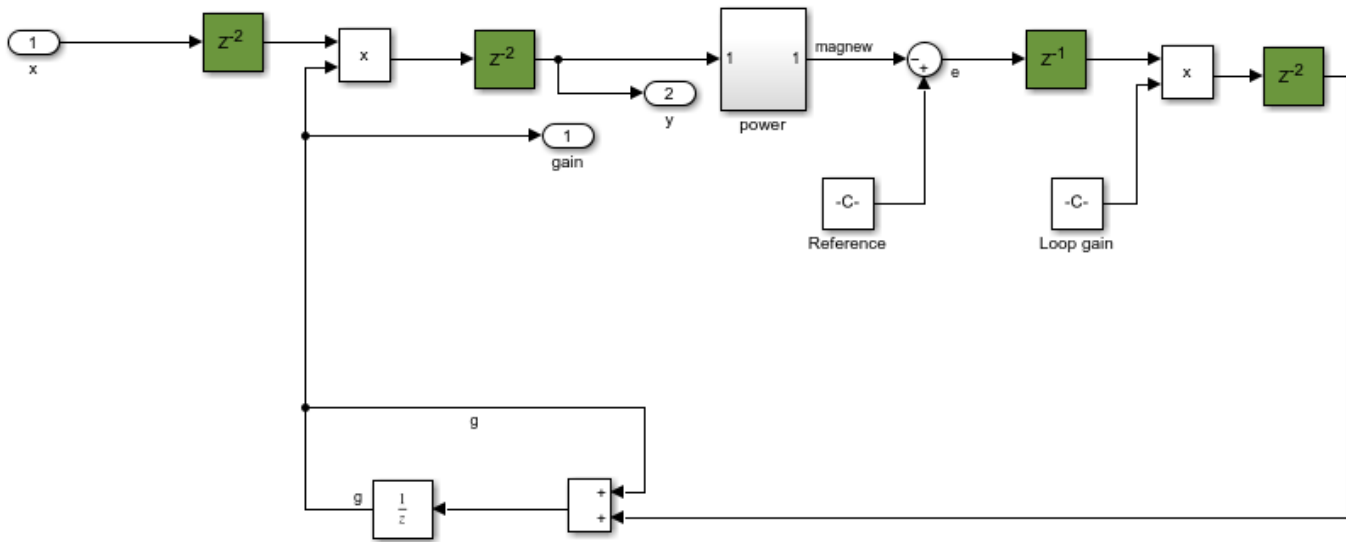 1
x
Z-2
x
Z-2
2
y
1
gain
1 1
power
magnew
−
+
e
-C-
Reference
Z-1
x
-C-
Loop gain
Z-2
g
g
1
z
+
+